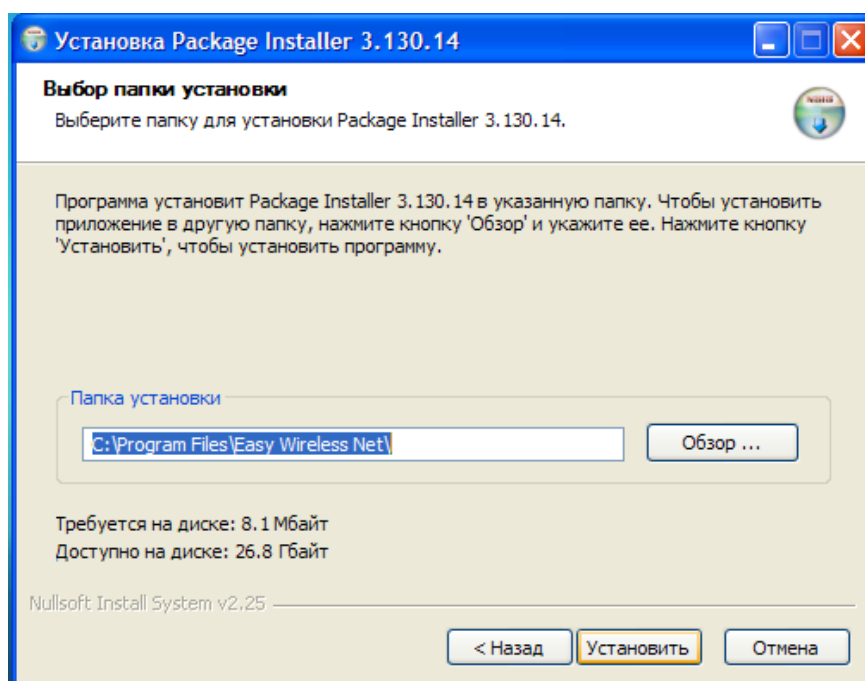 Установка Package Installer 3.130.14
Выбор папки установки
Выберите папку для установки Package Installer 3.130.14.
Программа установит Package Installer 3.130.14 в указанную папку. Чтобы установить
приложение в другую папку, нажмите кнопку 'Обзор' и укажите ее. Нажмите кнопку
'Установить', чтобы установить программу.
Папка установки
C:\Program Files\Easy Wireless Net\
Обзор ...
Требуется на диске: 8.1 Мбайт
Доступно на диске: 26.8 Гбайт
Nullsoft Install System v2.25
< Назад
Установить
Отмена